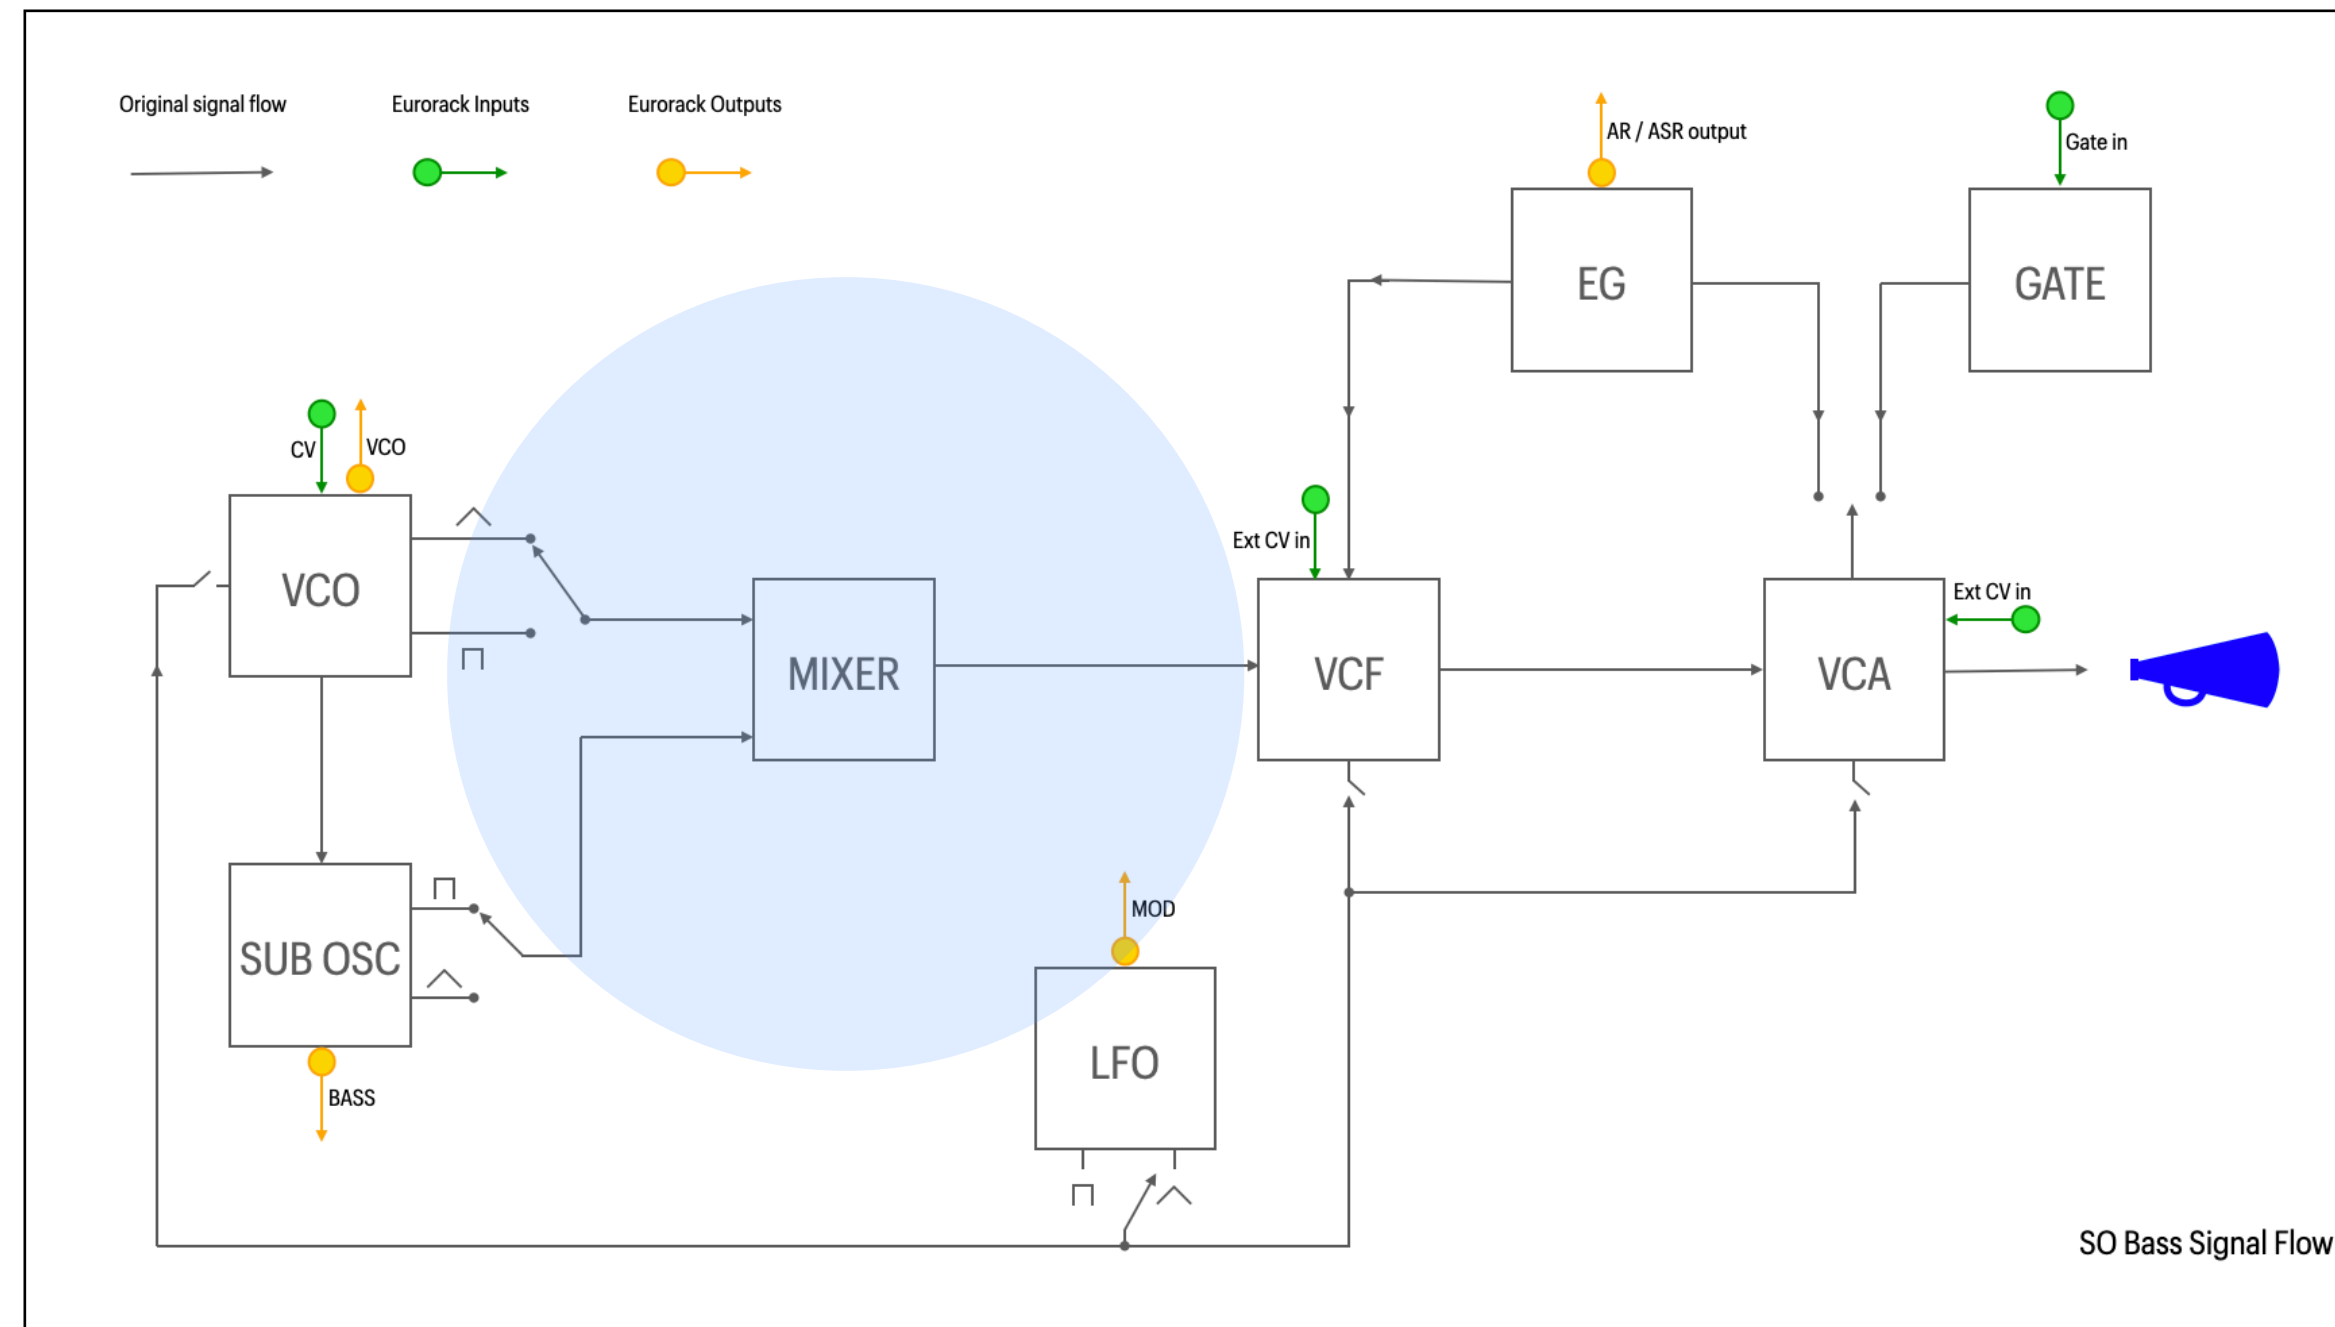 Original signal flow
Eurorack Inputs
Eurorack Outputs
AR / ASR output
Gate in
EG
GATE
CV
VCO
Ext CV in
VCO
MIXER
VCF
VCA
Ext CV in
MOD
SUB OSC
LFO
BASS
SO Bass Signal Flow